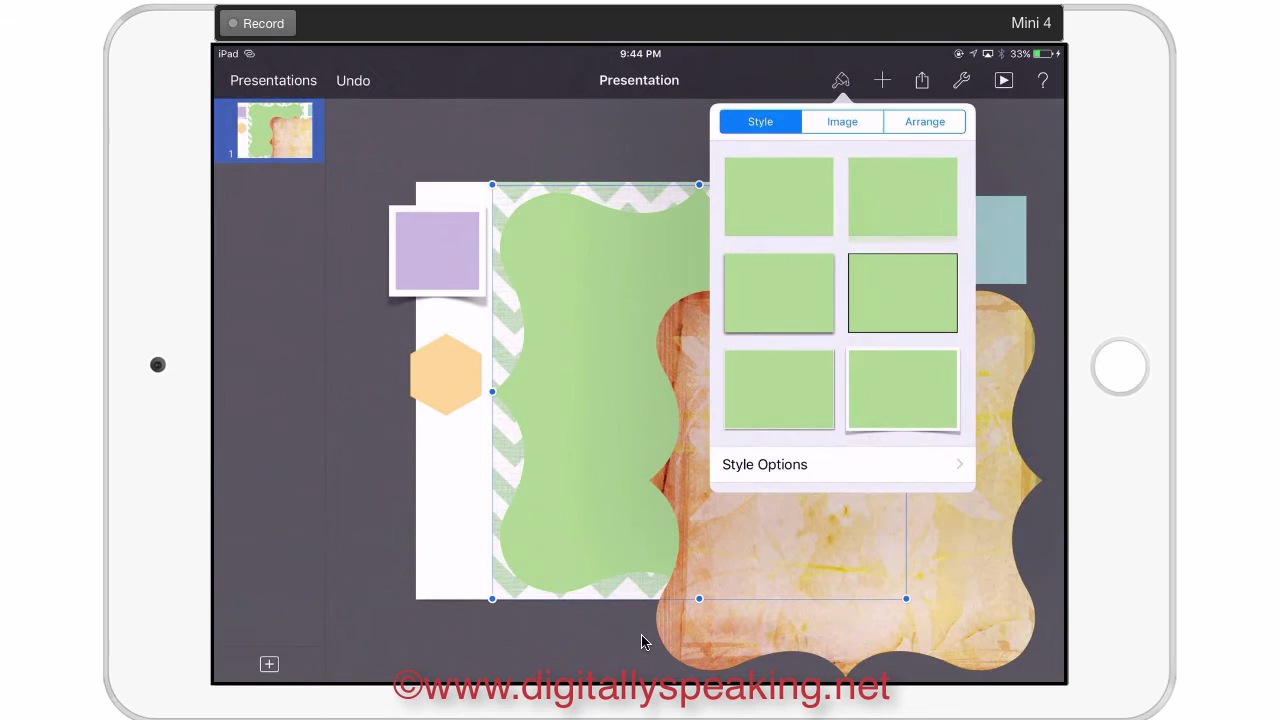 Record
Mini 4
iPad
9:44 PM
33%
Presentations
Undo
Presentation
?
Style
Image
Arrange
1
Style Options
©www.digitallyspeaking.net